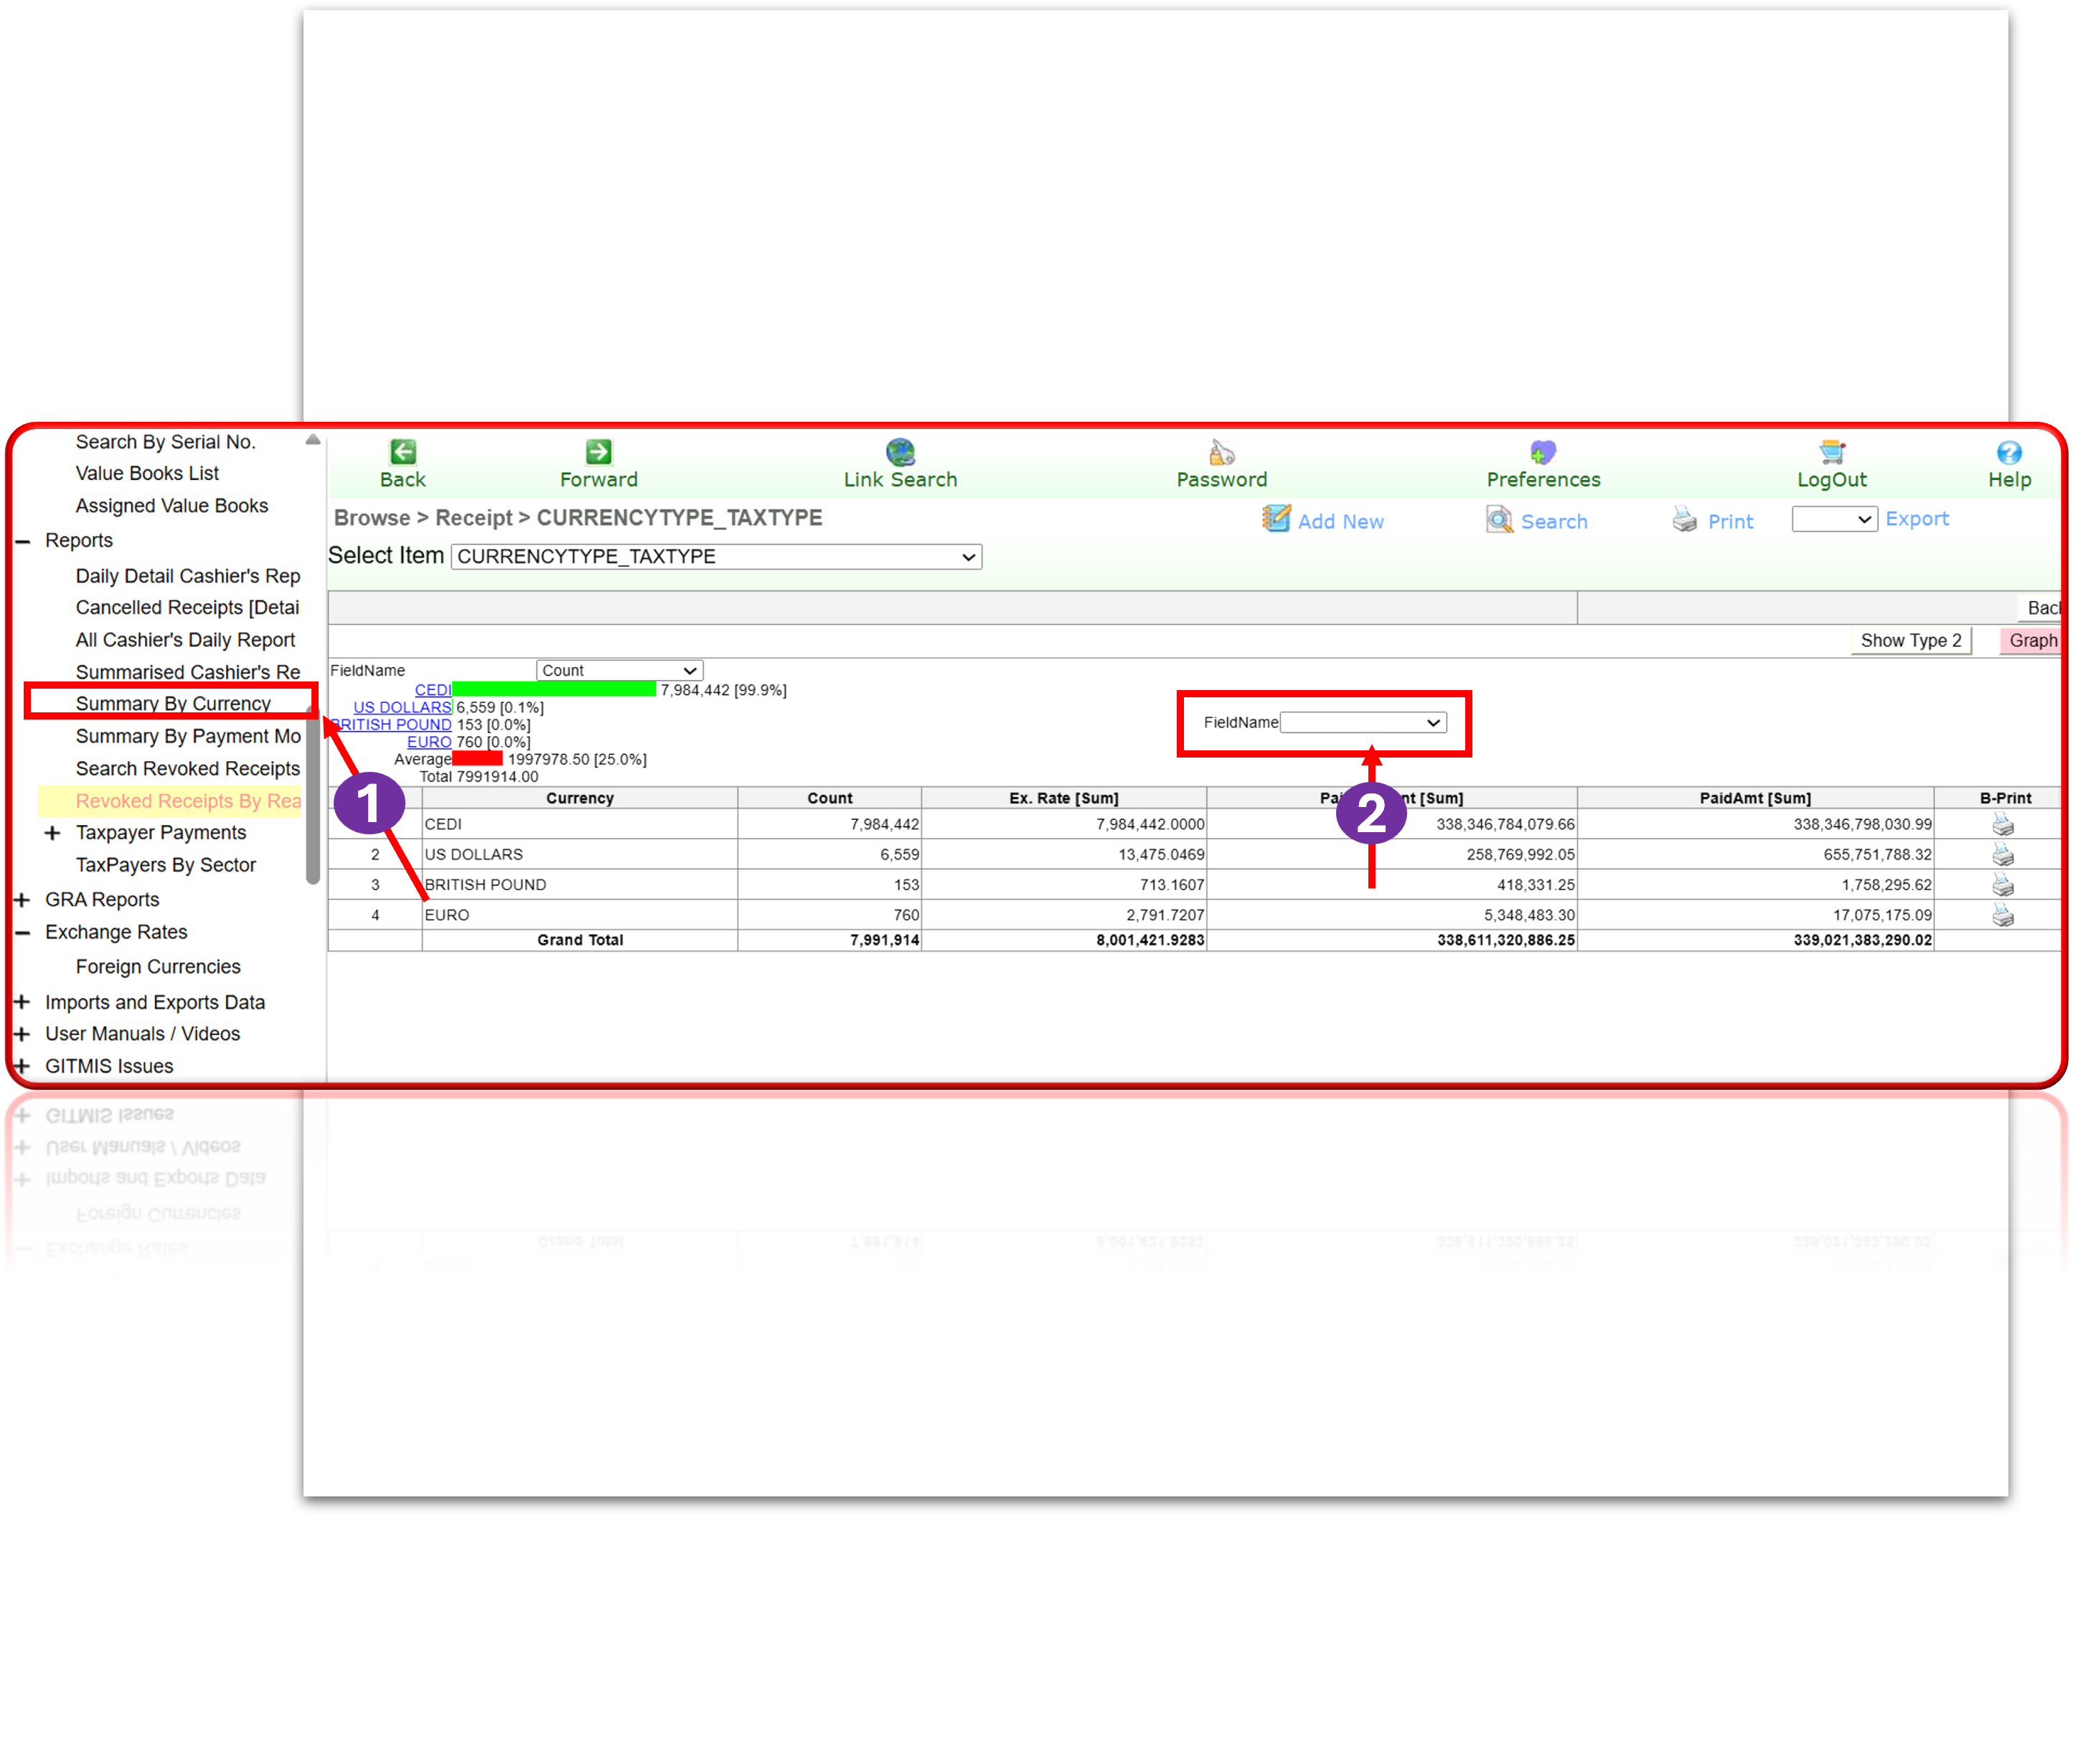 Search By Serial No.
Value Books List
Assigned Value Books
Reports
Daily Detail Cashier's Rep
Cancelled Receipts [Detai
All Cashier's Daily Report
Summarised Cashier's Re
Summary By Currency
Summary By Payment Mo
Search Revoked Receipts
Revoked Receipts By Rea
Taxpayer Payments
TaxPayers By Sector
GRA Reports
Exchange Rates
Foreign Currencies
Imports and Exports Data
User Manuals / Videos
GITMIS Issues
Back Forward Link Search Password Preferences LogOut Help
Browse > Receipt > CURRENCYTYPE_TAXTYPE Add New Search Print Export
Select Item CURRENCYTYPE_TAXTYPE
Bac
Show Type 2 Graph
FieldName Count
CEDI 7,984,442 [99.9%]
US DOLLARS 6,559 [0.1%]
BRITISH POUND 153 [0.0%]
EURO 760 [0.0%]
Average 1997978.50 [25.0%]
Total 7991914.00
FieldName
1
2
Currency Count Ex. Rate [Sum] Pai nt [Sum] PaidAmt [Sum] B-Print
CEDI 7,984,442 7,984,442.0000 338,346,784,079.66 338,346,798,030.99
2 US DOLLARS 6,559 13,475.0469 258,769,992.05 655,751,788.32
3 BRITISH POUND 153 713.1607 418,331.25 1,758,295.62
4 EURO 760 2,791.7207 5,348,483.30 17,075,175.09
Grand Total 7,991,914 8,001,421.9283 338,611,320,886.25 339,021,383,290.02